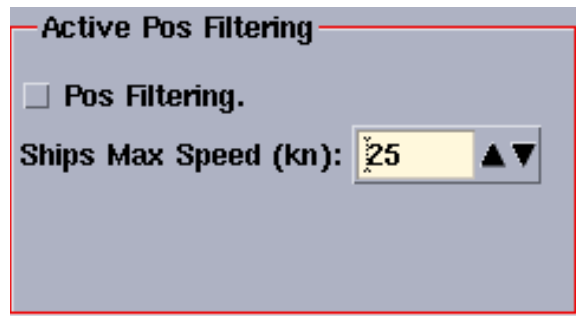 Active Pos Filtering
Pos Filtering.
Ships Max Speed (kn): 25